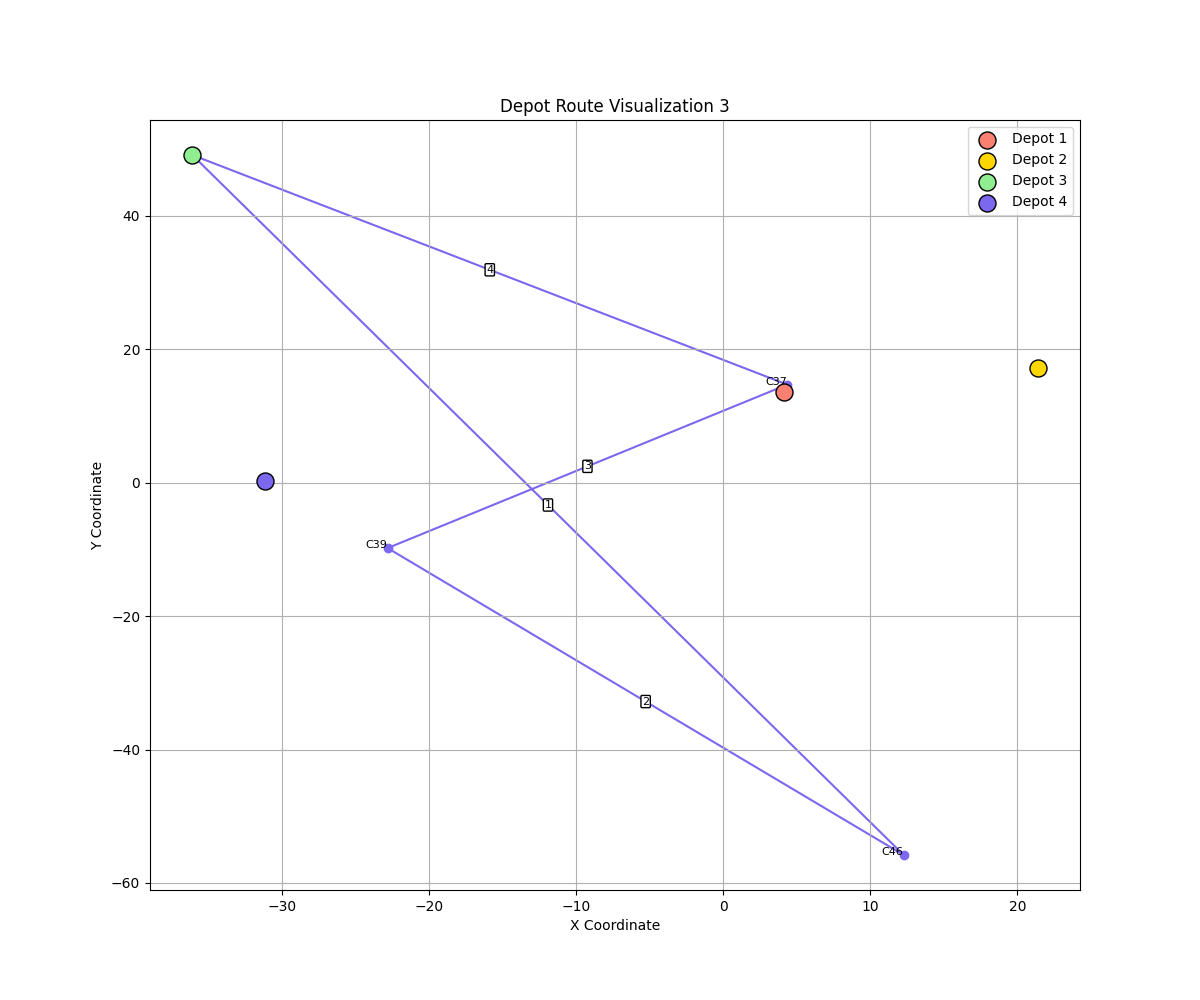 Depot Route Visualization 3
Depot 1
Depot 2
Depot 3
Depot 4
40
20
0
−20
−40
−60
Y Coordinate
4
C37
3
1
C39
2
C46
−30
−20
−10
0
10
20
X Coordinate